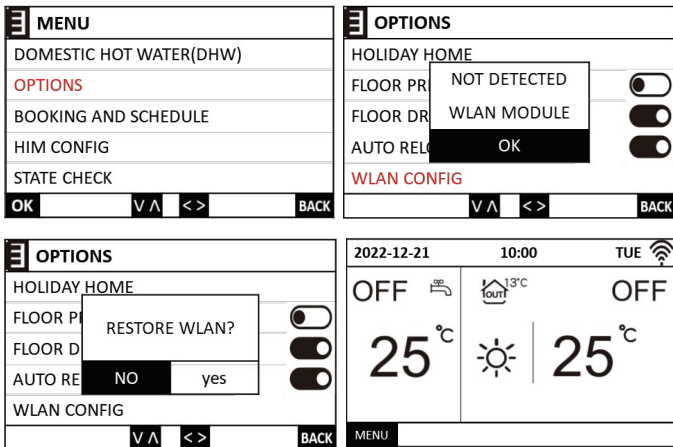 MENU
DOMESTIC HOT WATER(DHW)
OPTIONS
BOOKING AND SCHEDULE
HIM CONFIG
STATE CHECK
OK V Λ < > BACK
OPTIONS
HOLIDAY HOME
FLOOR PR
NOT DETECTED
FLOOR DR
WLAN MODULE
AUTO RELO
OK
WLAN CONFIG
V Λ < > BACK
OPTIONS
HOLIDAY HOME
FLOOR P
RESTORE WLAN?
FLOOR D
AUTO RE
NO yes
WLAN CONFIG
V Λ < > BACK
2022-12-21 10:00 TUE
OFF OUT 13°C OFF
25°C 25°C
MENU